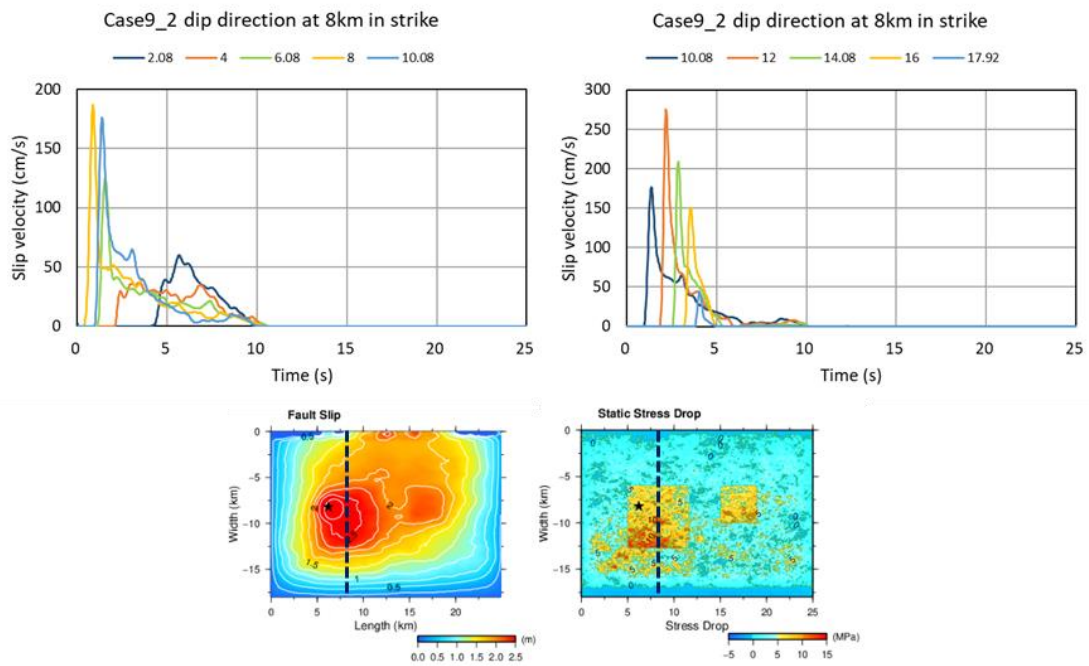 Case9_2 dip direction at 8km in strike
2.08 4 6.08 8 10.08
200
150
100
50
0
Slip velocity (cm/s)
0 5 10 15 20 25
Time (s)
Case9_2 dip direction at 8km in strike
10.08 12 14.08 16 17.92
300
250
200
150
100
50
0
Slip velocity (cm/s)
0 5 10 15 20 25
Time (s)
Fault Slip
0
-5
-10
-15
Width (km)
0.5
2
2
1.5
1
0.5
0 5 10 15 20
Length (km)
0.0 0.5 1.0 1.5 2.0 2.5
(m)
Static Stress Drop
0
-5
-10
-15
Width (km)
0 5 10 15 20 25
Stress Drop
-5 0 5 10 15
(MPa)